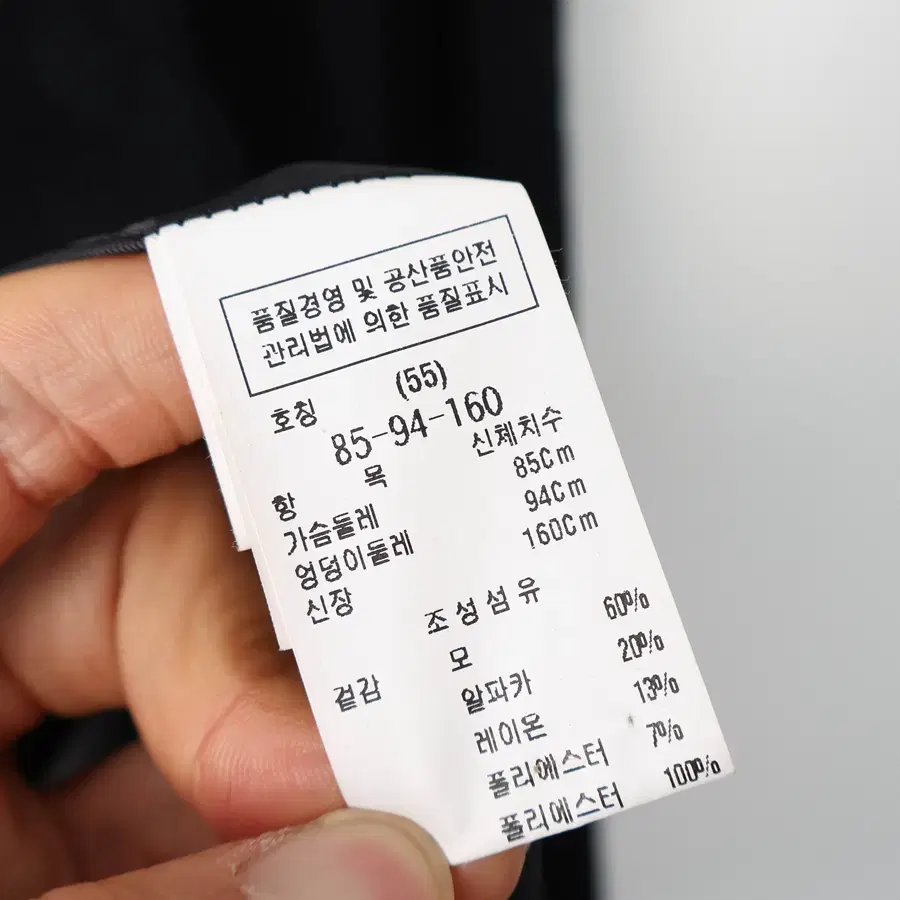 품질경영 및 공산품안전
관리법에 의한 품질표시
호칭 (55)
85-94-160
항 목 신체치수
가슴둘레 85Cm
엉덩이둘레 94Cm
신장 160Cm
조성섬유
겉감 모 60%
알파카 20%
레이온 13%
폴리에스터 7%
폴리에스터 100%